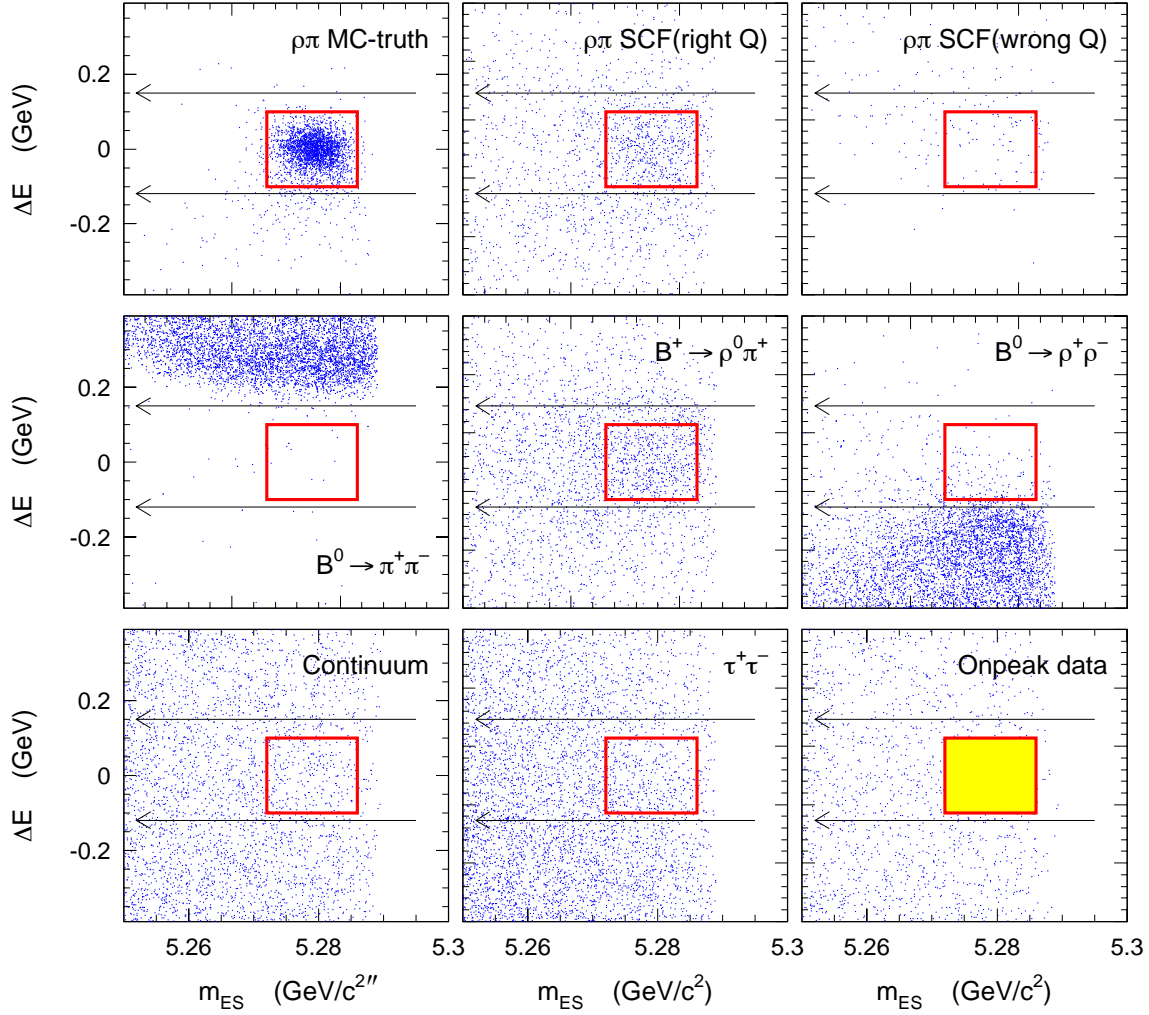 ρπ MC-truth
ρπ SCF(right Q)
ρπ SCF(wrong Q)
ΔE (GeV)
0.2
0
-0.2
B⁺ → ρ⁰π⁺
B⁰ → ρ⁺ρ⁻
ΔE (GeV)
0.2
0
-0.2
B⁰ → π⁺π⁻
Continuum
τ⁺τ⁻
Onpeak data
ΔE (GeV)
0.2
0
-0.2
5.26 5.28 5.3 5.26 5.28 5.3 5.26 5.28 5.3
m_ES (GeV/c²″)
m_ES (GeV/c²)
m_ES (GeV/c²)